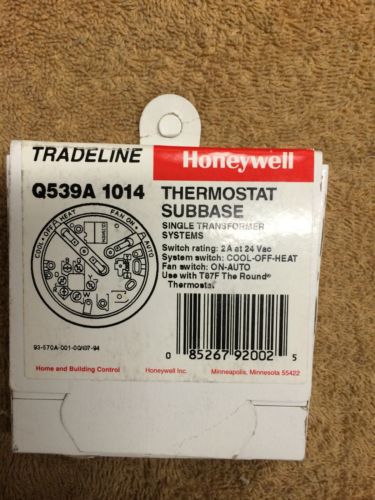 TRADELINE
Honeywell
Q539A 1014
THERMOSTAT
SUBBASE
SINGLE TRANSFORMER
SYSTEMS
Switch rating: 2A at 24 Vac
System switch: COOL-OFF-HEAT
Fan switch: ON-AUTO
Use with T87F The Round®
Thermostat
COOL-OFF-HEAT
FAN ON
AUTO
0 85267 92002 5
Home and Building Control
Honeywell Inc.
Minneapolis, Minnesota 55422